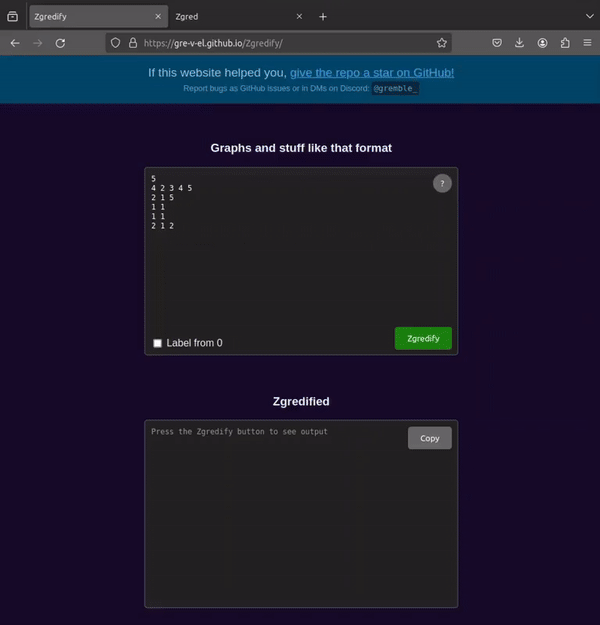 Zgredify
Zgred
https://gre-v-el.github.io/Zgredify/
If this website helped you, give the repo a star on GitHub!
Report bugs as GitHub issues or in DMs on Discord: @gremble_
Graphs and stuff like that format
5
4 2 3 4 5
2 1 5
1 1
1 1
2 1 2
?
Label from 0
Zgredify
Zgredified
Press the Zgredify button to see output
Copy